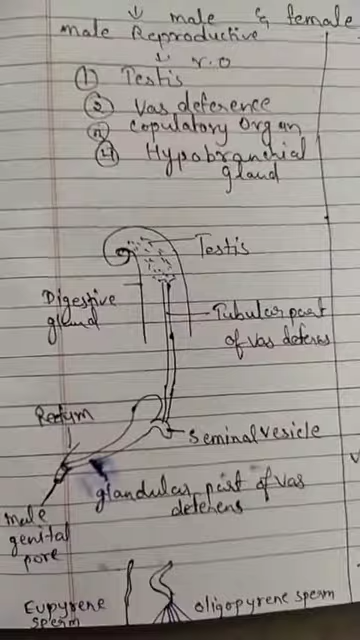 ↓ male & female
male Reproductive
↓ r.o
① Testis
② Vas deference
③ copulatory Organ
④ Hypobranchial
gland
Testis
Digestive
gland
Tubular part
of vas deferens
Rectum
Seminal vesicle
glandular part of Vas
deferens
male
genital
pore
Eupyrene
sperm
oligopyrene sperm